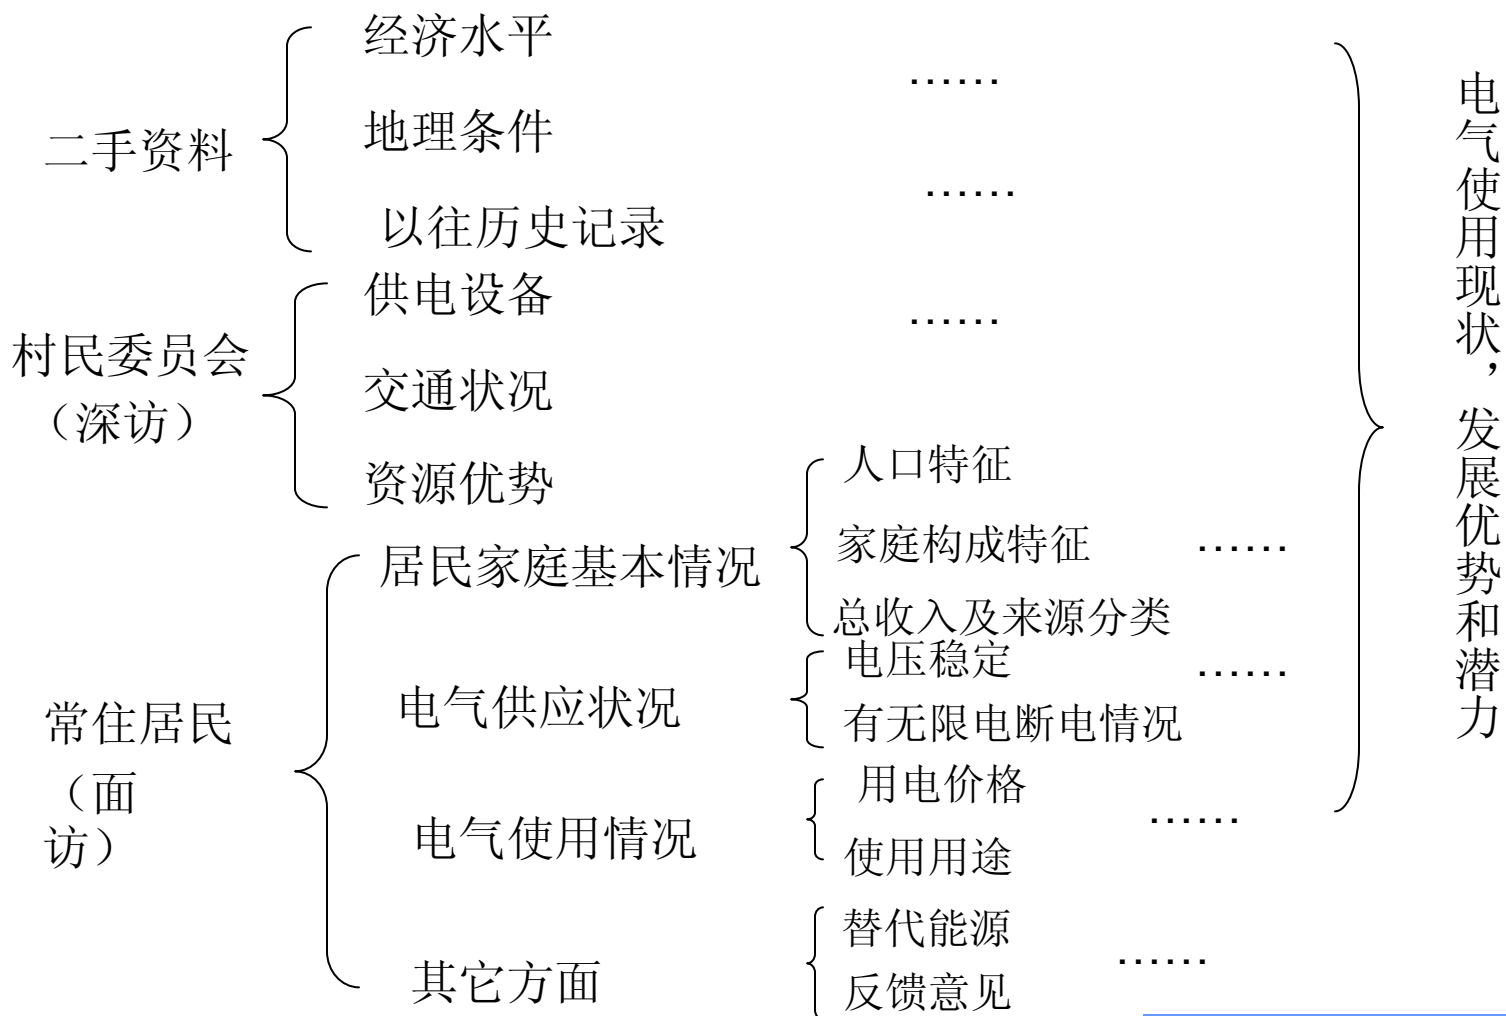 二手资料
经济水平
……
地理条件
……
以往历史记录
村民委员会
（深访）
供电设备
……
交通状况
资源优势
常住居民
（面
访）
居民家庭基本情况
人口特征
家庭构成特征
……
总收入及来源分类
电气供应状况
电压稳定
……
有无限电断电情况
电气使用情况
用电价格
……
使用用途
其它方面
替代能源
……
反馈意见
电气使用现状，发展优势和潜力